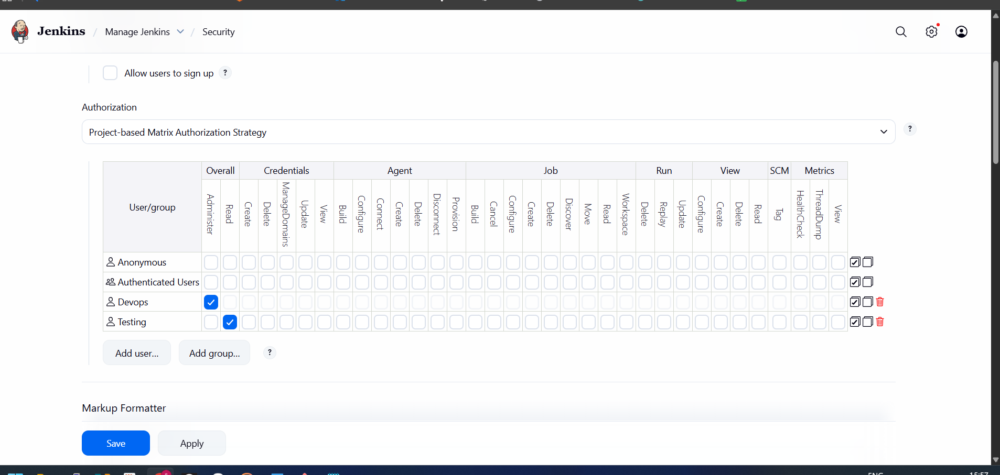 Jenkins / Manage Jenkins / Security
Allow users to sign up ?
Authorization
Project-based Matrix Authorization Strategy ?
User/group Overall Credentials Agent Job Run View SCM Metrics
Administer Read Create Delete ManageDomains Update View Build Configure Connect Create Delete Disconnect Provision Build Cancel Configure Create Delete Discover Move Read Workspace Delete Replay Update Configure Create Delete Read Tag HealthCheck ThreadDump View
Anonymous
Authenticated Users
Devops
Testing
Add user... Add group... ?
Markup Formatter
Save Apply